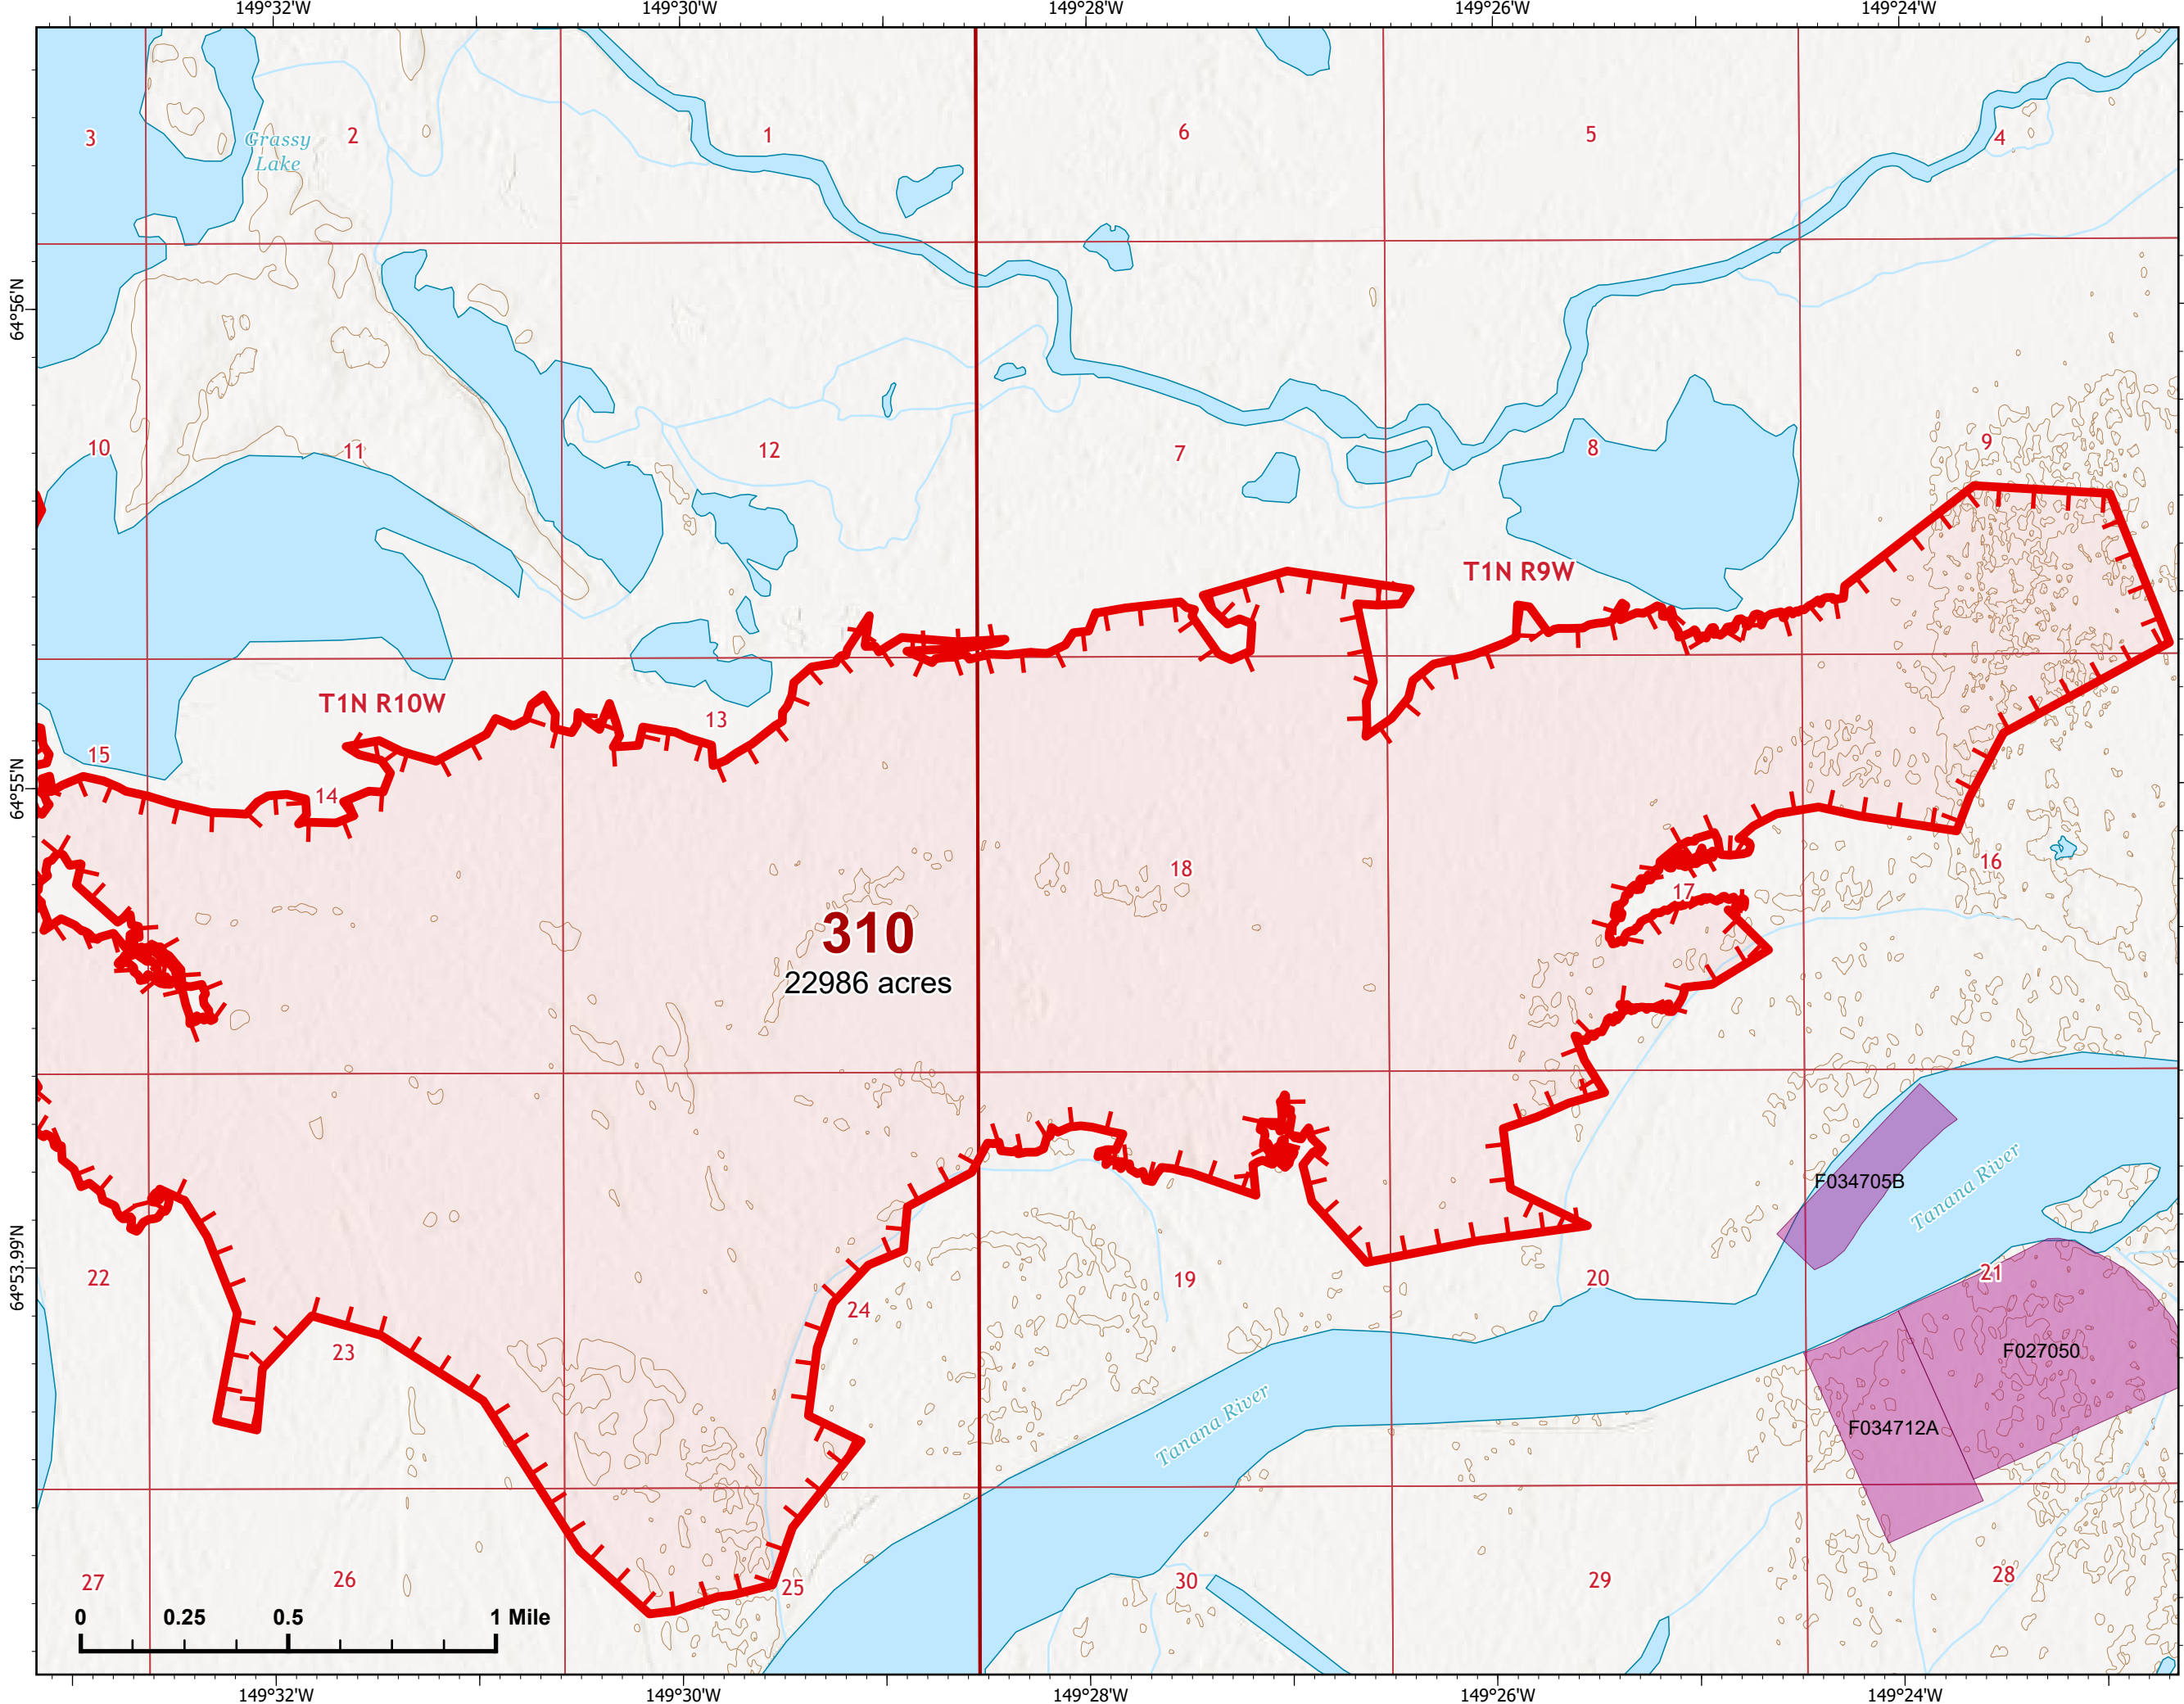 149°32'W 149°30'W 149°28'W 149°26'W 149°24'W
3 2 1 6 5 4
Grassy
Lake
64°56'N
10 11 12 7 8 9
T1N R9W
T1N R10W
13
15
14
64°55'N
18 17 16
310
22986 acres
F034705B
Tanana River
22 24 19 20 21
64°53.99'N
23
F027050
Tanana River
F034712A
27 26 25 30 29 28
0 0.25 0.5 1 Mile
149°32'W 149°30'W 149°28'W 149°26'W 149°24'W